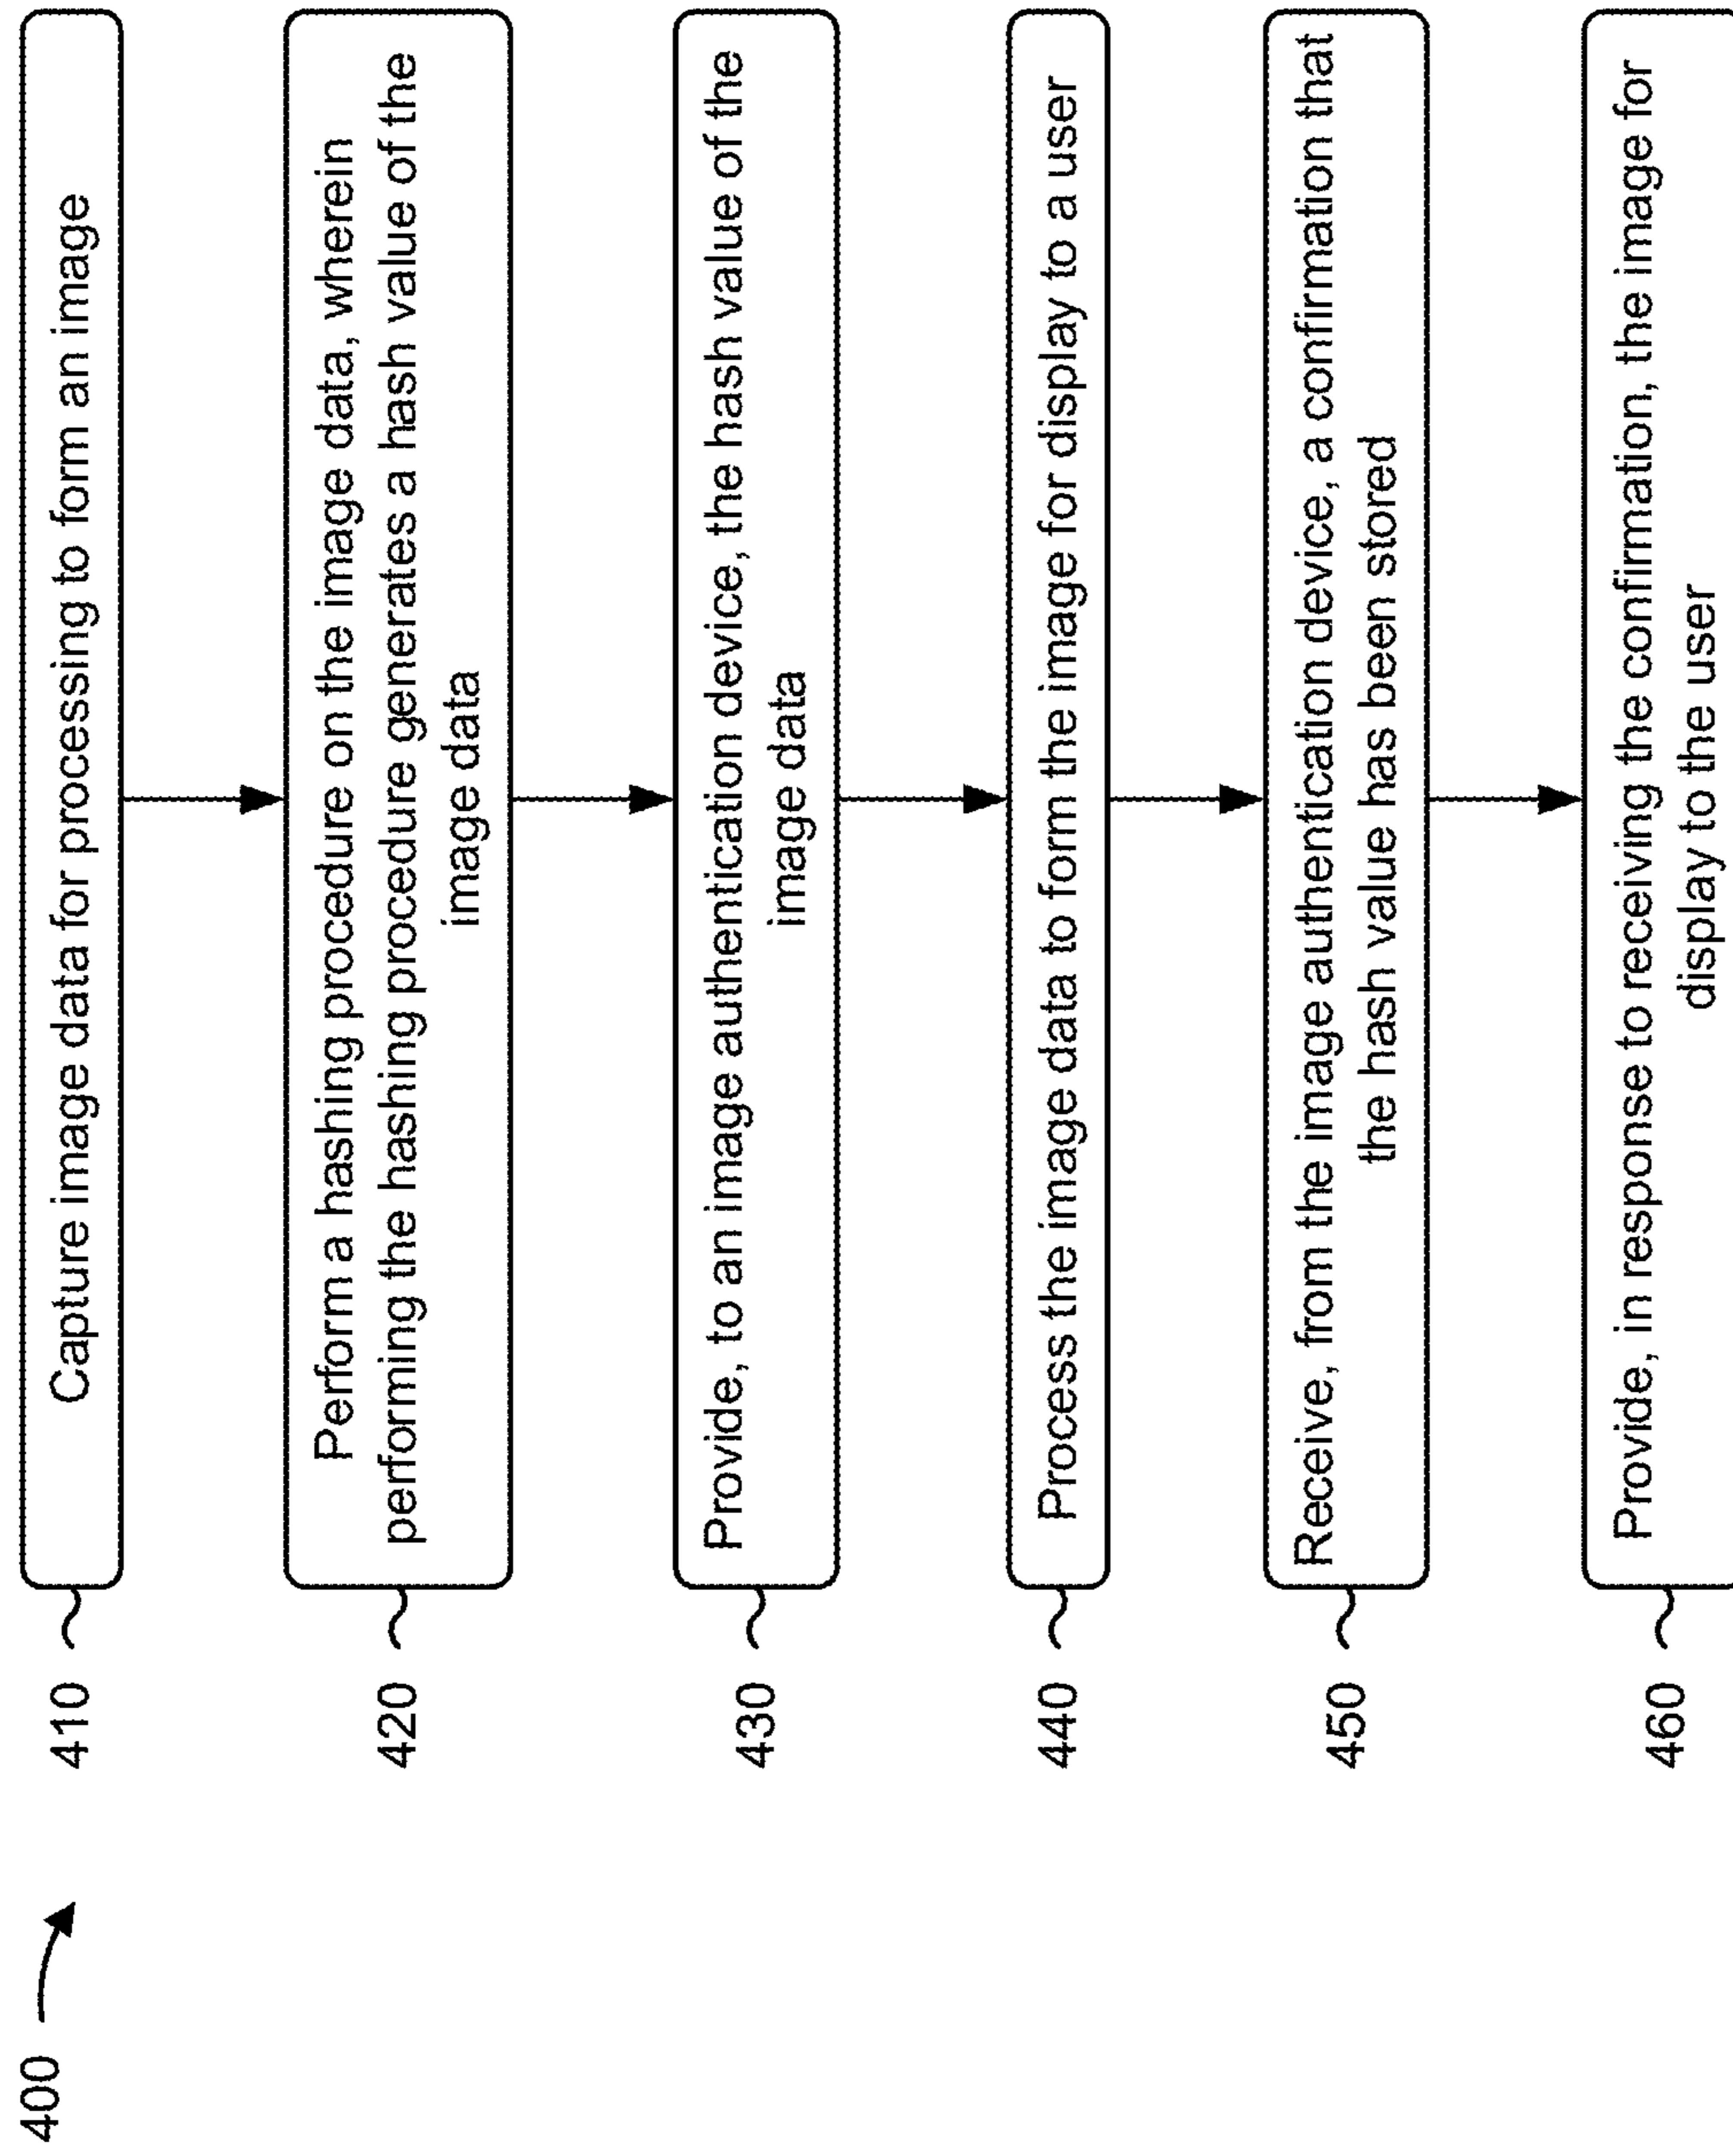 400
410
Capture image data for processing to form an image
420
Perform a hashing procedure on the image data, wherein
performing the hashing procedure generates a hash value of the
image data
430
Provide, to an image authentication device, the hash value of the
image data
440
Process the image data to form the image for display to a user
450
Receive, from the image authentication device, a confirmation that
the hash value has been stored
460
Provide, in response to receiving the confirmation, the image for
display to the user